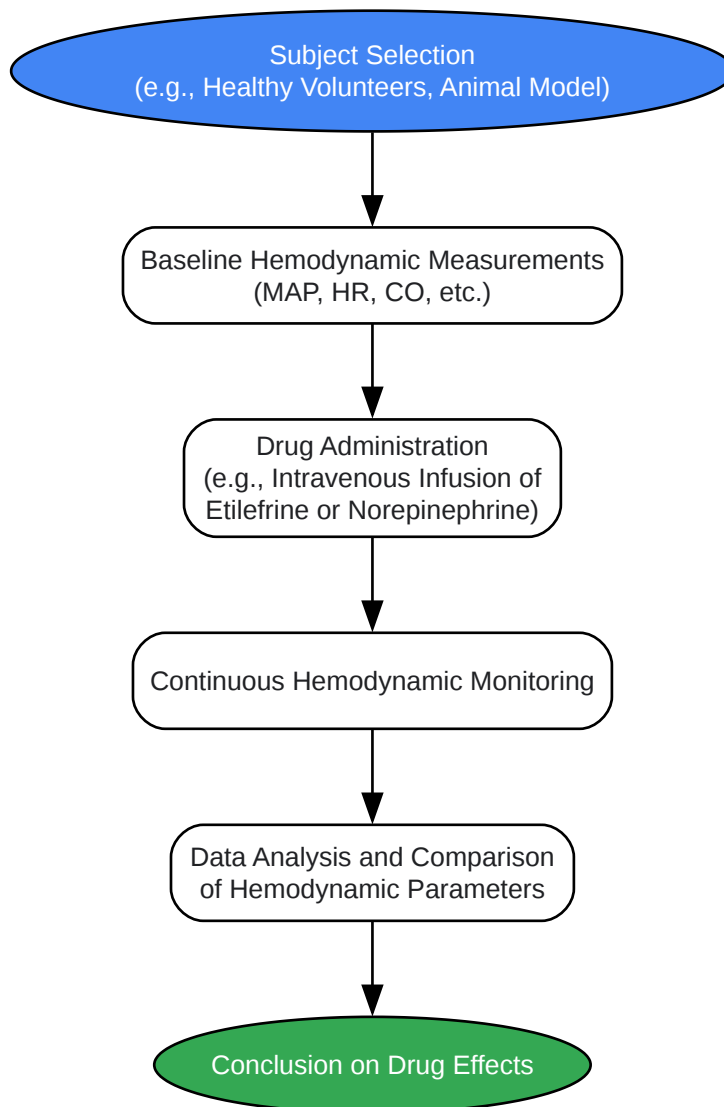 Subject Selection
(e.g., Healthy Volunteers, Animal Model)
Baseline Hemodynamic Measurements
(MAP, HR, CO, etc.)
Drug Administration
(e.g., Intravenous Infusion of
Etilefrine or Norepinephrine)
Continuous Hemodynamic Monitoring
Data Analysis and Comparison
of Hemodynamic Parameters
Conclusion on Drug Effects